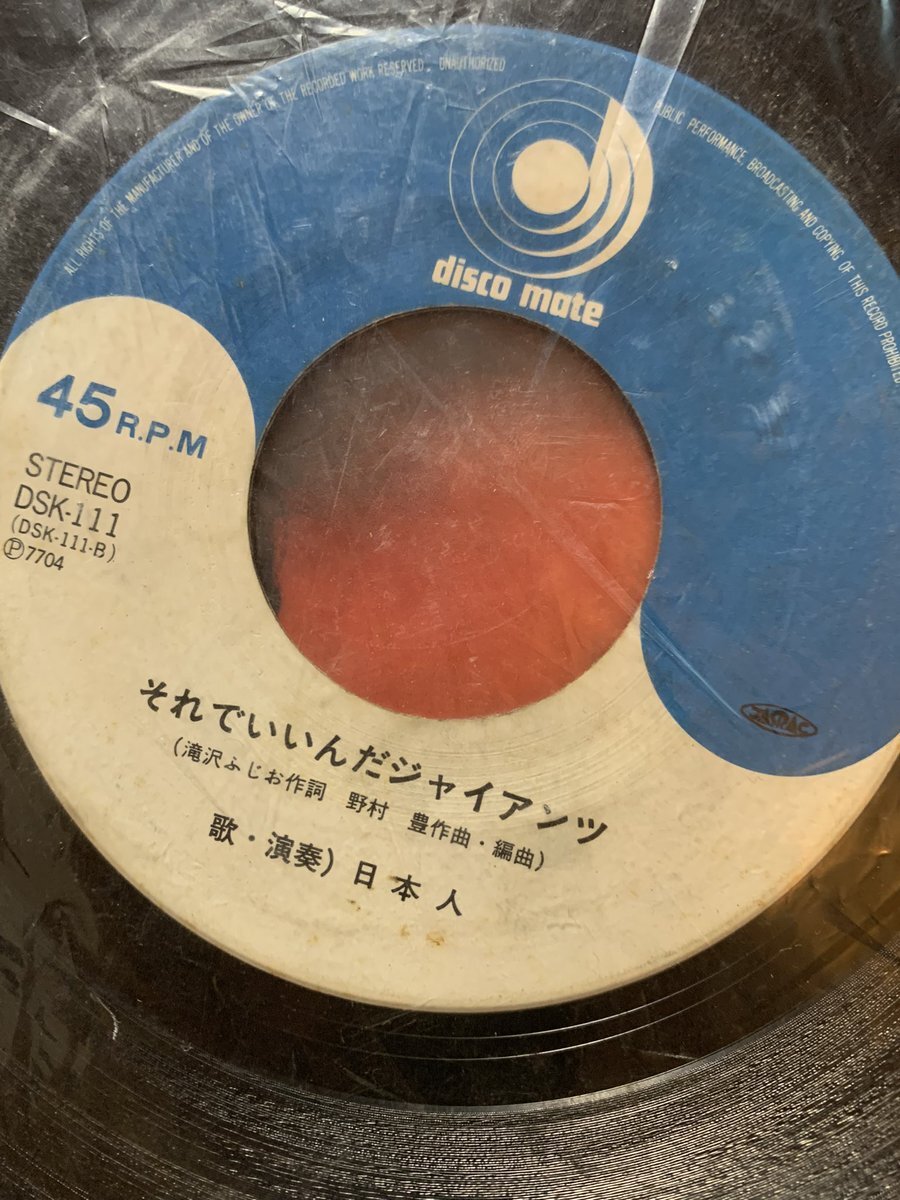 ALL RIGHTS OF THE MANUFACTURER AND OF THE OWNER OF THE RECORDED WORK RESERVED. UNAUTHORIZED
PUBLIC PERFORMANCE, BROADCASTING AND COPYING OF THIS RECORD PROHIBITED
disco mate
45 R.P.M
STEREO
DSK-111
(DSK-111-B)
Ⓟ7704
それでいいんだジャイアンツ
(滝沢ふじお作詞 野村 豊作曲・編曲)
歌・演奏) 日本人